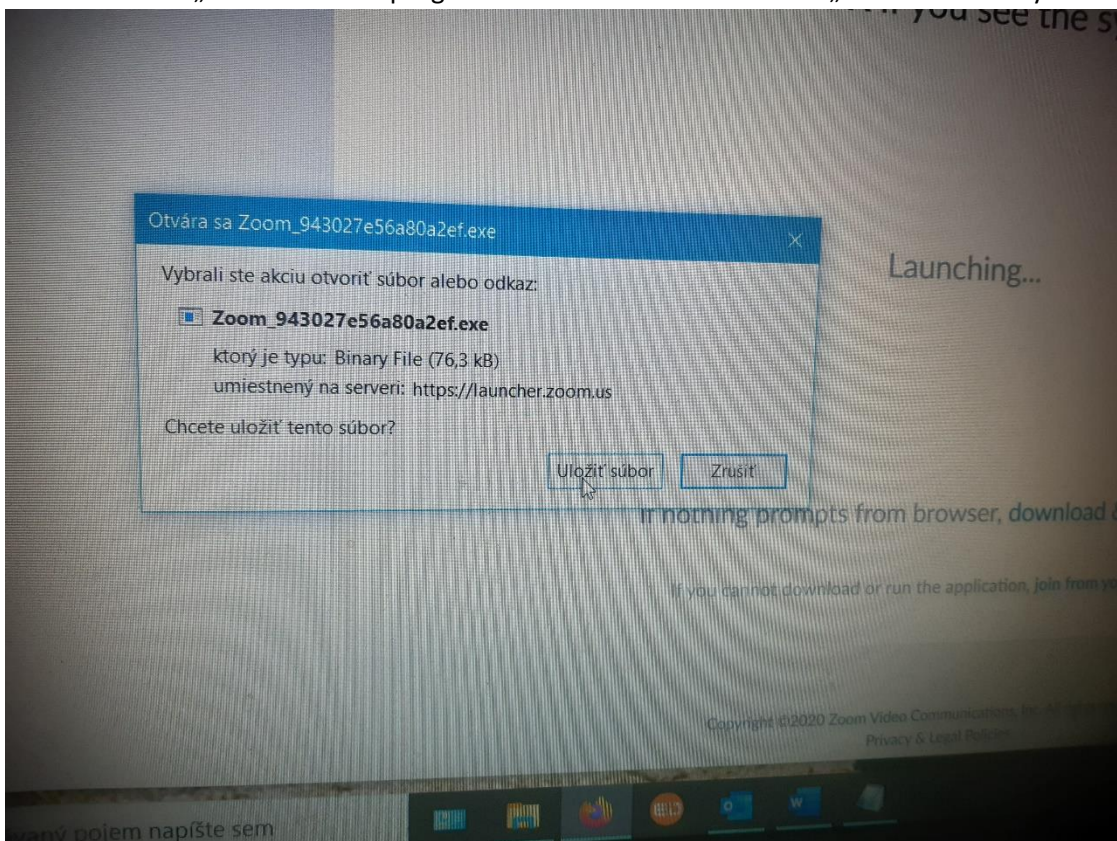 you see the
Otvára sa Zoom_943027e56a80a2ef.exe
Launching...
Vybrali ste akciu otvoriť súbor alebo odkaz:
Zoom_943027e56a80a2ef.exe
ktorý je typu: Binary File (76,3 kB)
umiestnený na serveri: https://launcher.zoom.us
Chcete uložiť tento súbor?
Uložiť súbor Zrušiť
If nothing prompts from browser, download
If you cannot download or run the application, join from
Copyright ©2020 Zoom Video Communications, Inc.
Privacy & Legal Policies
pojem napíšte sem